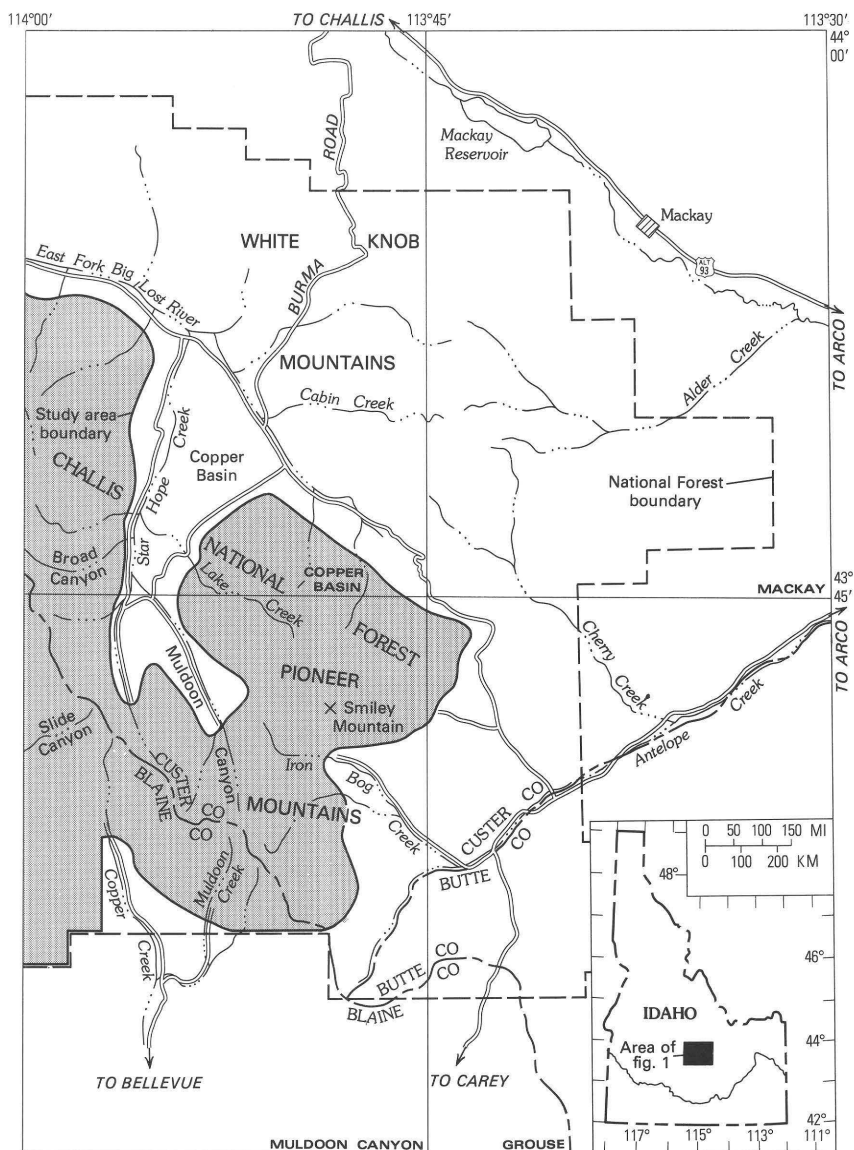 114°00'
TO CHALLIS
113°45'
113°30'
44°
00'
ROAD
Mackay
Reservoir
Mackay
WHITE
KNOB
ALT
93
East Fork Big Lost River
BURMA
TO ARCO
MOUNTAINS
Alder Creek
Cabin Creek
Study area
boundary
Creek
Hope
Star
Copper
Basin
CHALLIS
National Forest
boundary
Broad
Canyon
NATIONAL
Lake
Creek
COPPER
BASIN
MACKAY
43°
45'
FOREST
Cherry
Creek
TO ARCO
Muldoon
Canyon
PIONEER
Smiley
Mountain
Slide
Canyon
Antelope
Creek
Iron
Bog
Creek
CUSTER CO
BLAINE CO
MOUNTAINS
CUSTER CO
BUTTE CO
0 50 100 150 MI
0 100 200 KM
48°
Muldoon
Creek
Copper
Creek
BUTTE CO
BLAINE CO
46°
IDAHO
Area of
fig. 1
44°
TO BELLEVUE
TO CAREY
42°
MULDOON CANYON
GROUSE
117° 115° 113° 111°